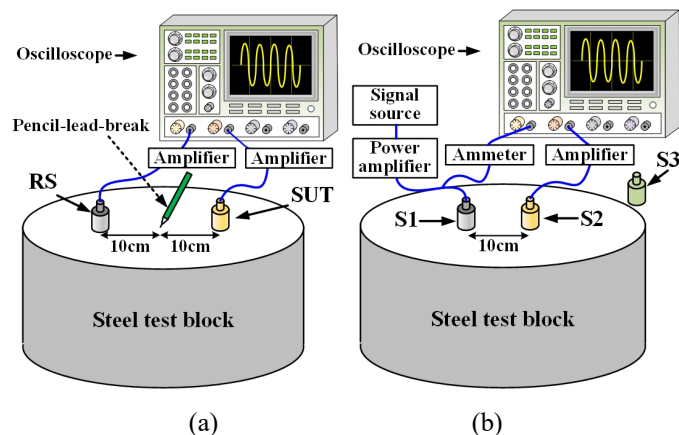 Oscilloscope
Pencil-lead-break
Amplifier
Amplifier
RS
SUT
10cm
10cm
Steel test block
(a)
Oscilloscope
Signal
source
Power
amplifier
Ammeter
Amplifier
S3
S1
S2
10cm
Steel test block
(b)